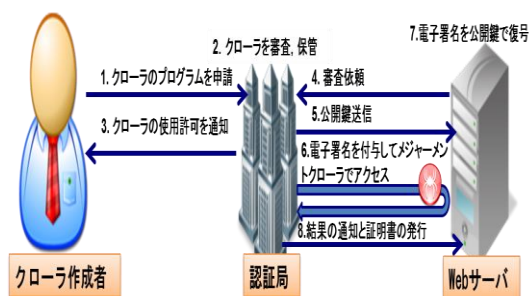 7.電子署名を公開鍵で復号
2. クローラを審査, 保管
1. クローラのプログラムを申請
4. 審査依頼
3. クローラの使用許可を通知
5.公開鍵送信
6.電子署名を付与してメジャーメン
トクローラでアクセス
8.結果の通知と証明書の発行
クローラ作成者
認証局
Webサーバ